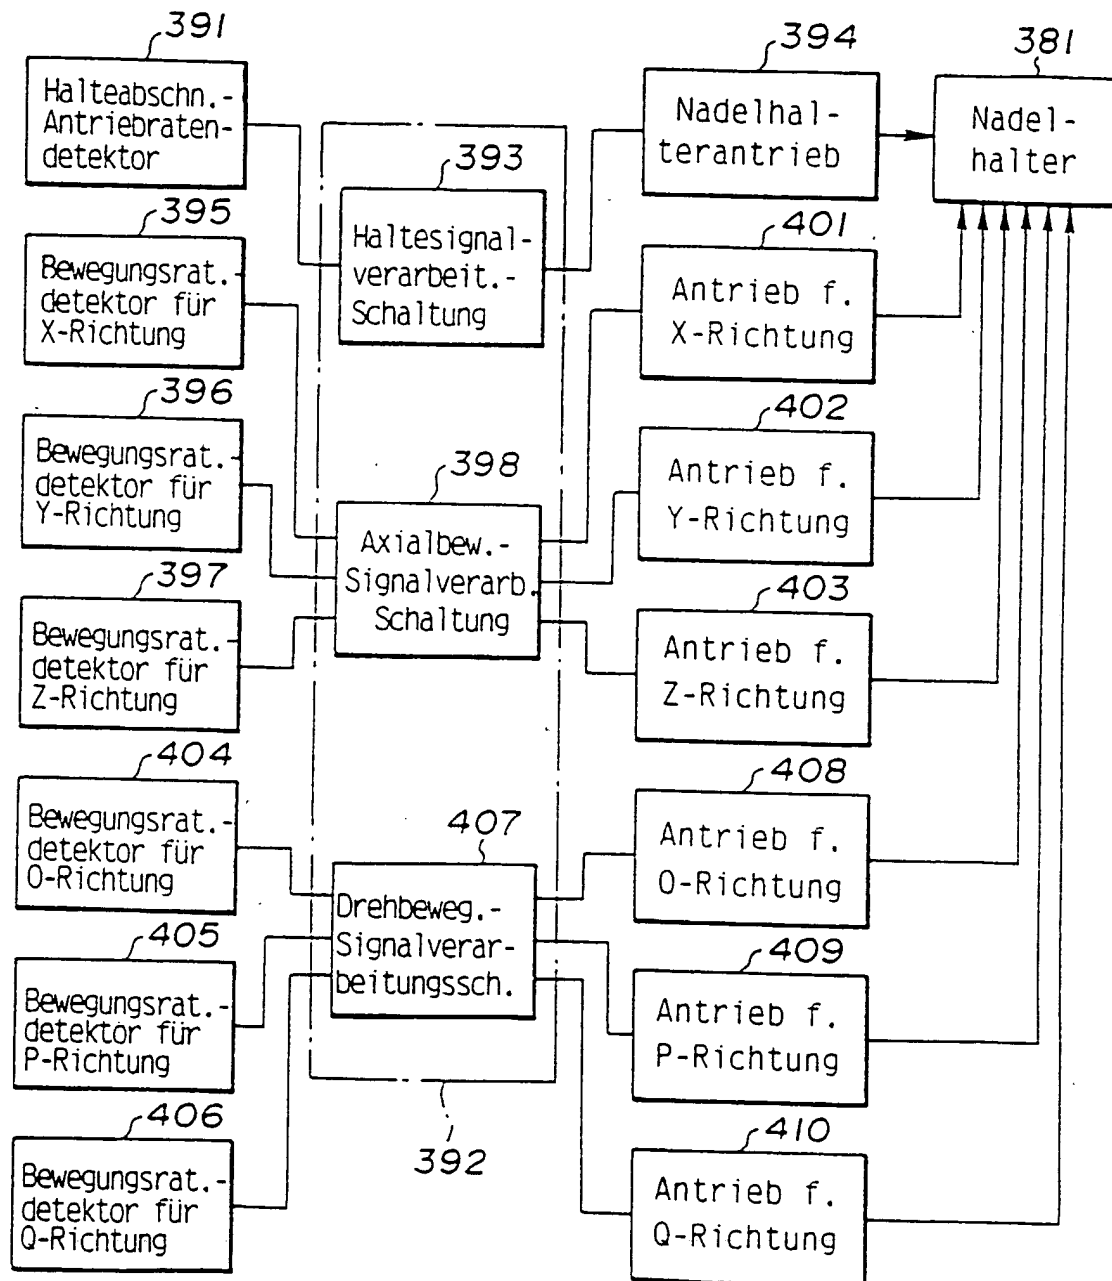 391
Halteabschn.-
Antriebraten-
detektor
393
Haltesignal-
verarbeit.-
Schaltung
394
Nadelhal-
terantrieb
381
Nadel-
halter
395
Bewegungsrat.-
detektor für
X-Richtung
401
Antrieb f.
X-Richtung
396
Bewegungsrat.-
detektor für
Y-Richtung
398
Axialbew.-
Signalverarb.
Schaltung
402
Antrieb f.
Y-Richtung
397
Bewegungsrat.-
detektor für
Z-Richtung
403
Antrieb f.
Z-Richtung
404
Bewegungsrat.-
detektor für
O-Richtung
407
Drehbeweg.-
Signalverar-
beitungssch.
408
Antrieb f.
O-Richtung
405
Bewegungsrat.-
detektor für
P-Richtung
409
Antrieb f.
P-Richtung
406
Bewegungsrat.-
detektor für
Q-Richtung
392
410
Antrieb f.
Q-Richtung